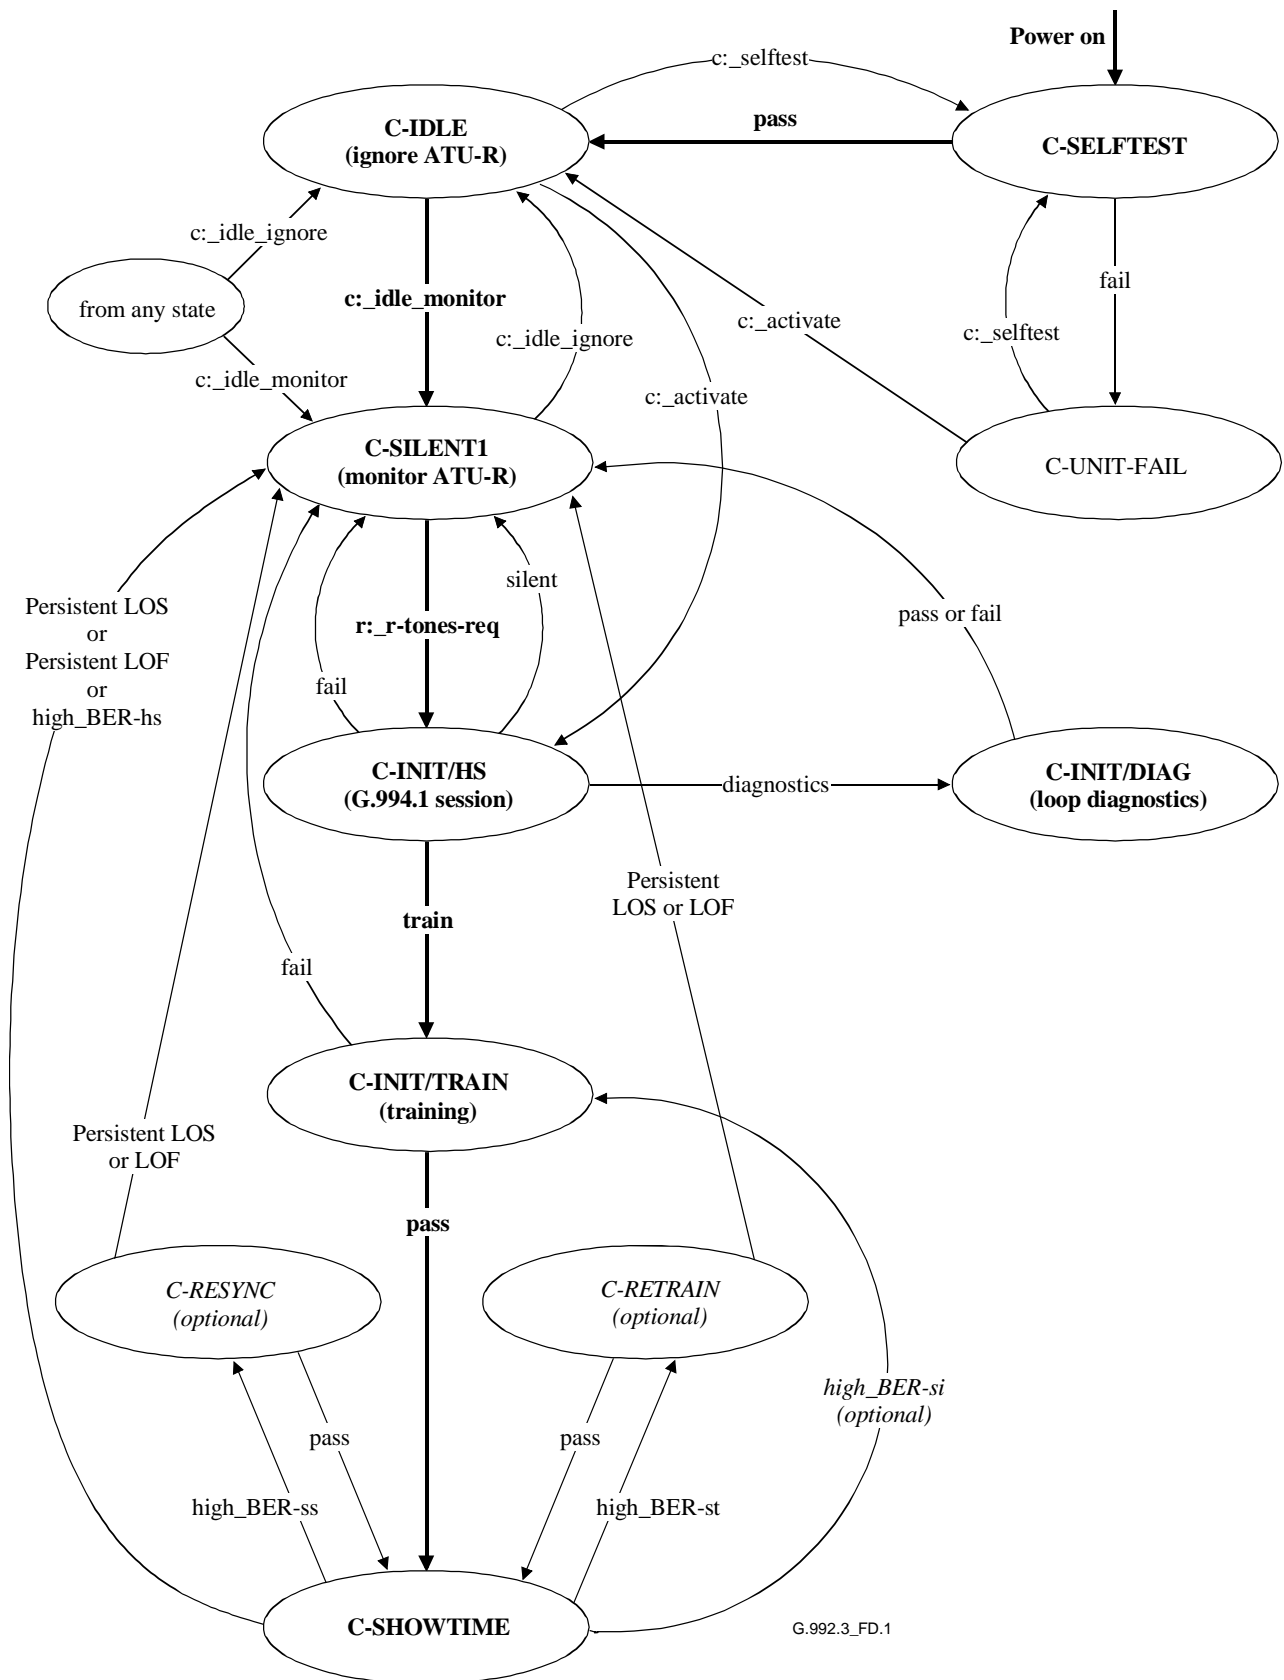 Power on
c:_selftest
C-IDLE
(ignore ATU-R)
pass
C-SELFTEST
c:_idle_ignore
from any state
c:_idle_monitor
c:_idle_monitor
c:_idle_ignore
c:_activate
c:_activate
c:_selftest
fail
C-SILENT1
(monitor ATU-R)
C-UNIT-FAIL
Persistent LOS
or
Persistent LOF
or
high_BER-hs
silent
r:_r-tones-req
fail
pass or fail
C-INIT/HS
(G.994.1 session)
diagnostics
C-INIT/DIAG
(loop diagnostics)
Persistent
LOS or LOF
train
fail
C-INIT/TRAIN
(training)
Persistent LOS
or LOF
pass
C-RESYNC
(optional)
C-RETRAIN
(optional)
high_BER-si
(optional)
pass
pass
high_BER-ss
high_BER-st
C-SHOWTIME
G.992.3_FD.1